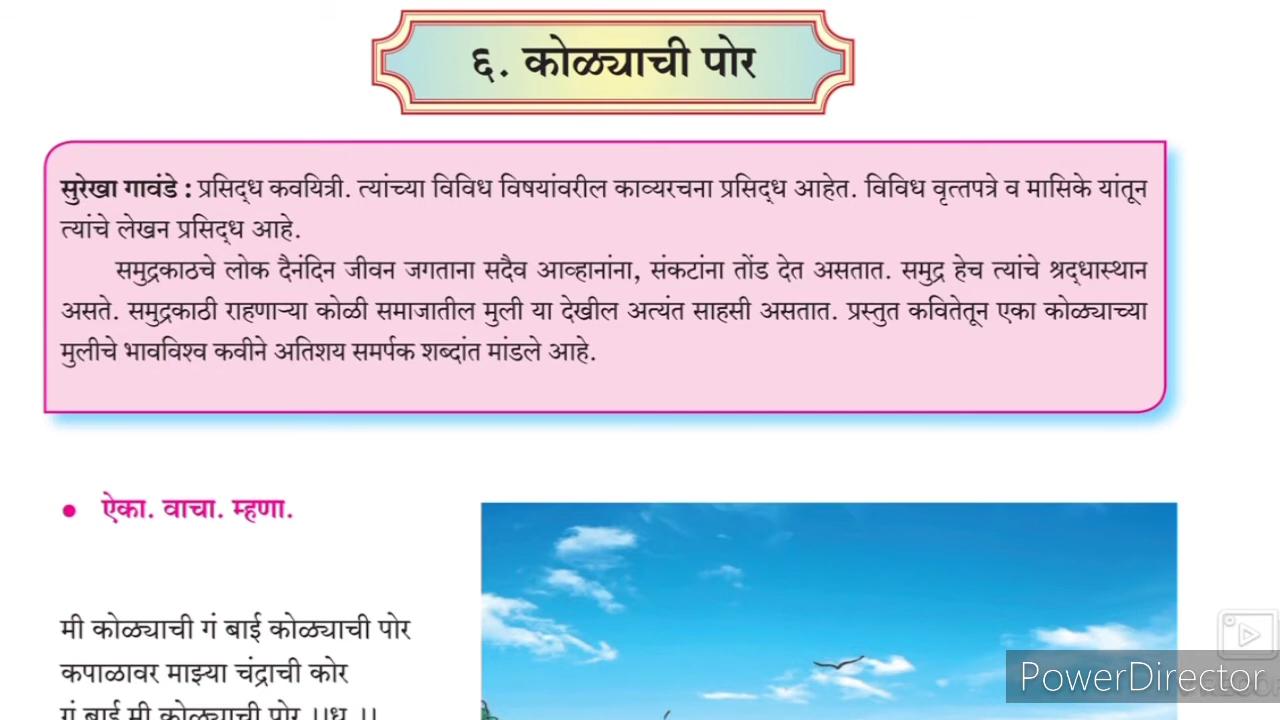 ६. कोळ्याची पोर
सुरेखा गावंडे : प्रसिद्ध कवयित्री. त्यांच्या विविध विषयांवरील काव्यरचना प्रसिद्ध आहेत. विविध वृत्तपत्रे व मासिके यांतून
त्यांचे लेखन प्रसिद्ध आहे.
समुद्रकाठचे लोक दैनंदिन जीवन जगताना सदैव आव्हानांना, संकटांना तोंड देत असतात. समुद्र हेच त्यांचे श्रद्धास्थान
असते. समुद्रकाठी राहणाऱ्या कोळी समाजातील मुली या देखील अत्यंत साहसी असतात. प्रस्तुत कवितेतून एका कोळ्याच्या
मुलीचे भावविश्व कवीने अतिशय समर्पक शब्दांत मांडले आहे.
• ऐका. वाचा. म्हणा.
मी कोळ्याची गं बाई कोळ्याची पोर
कपाळावर माझ्या चंद्राची कोर
गं बाई मी कोळ्याची पोर ।।धृ ।।
PowerDirector